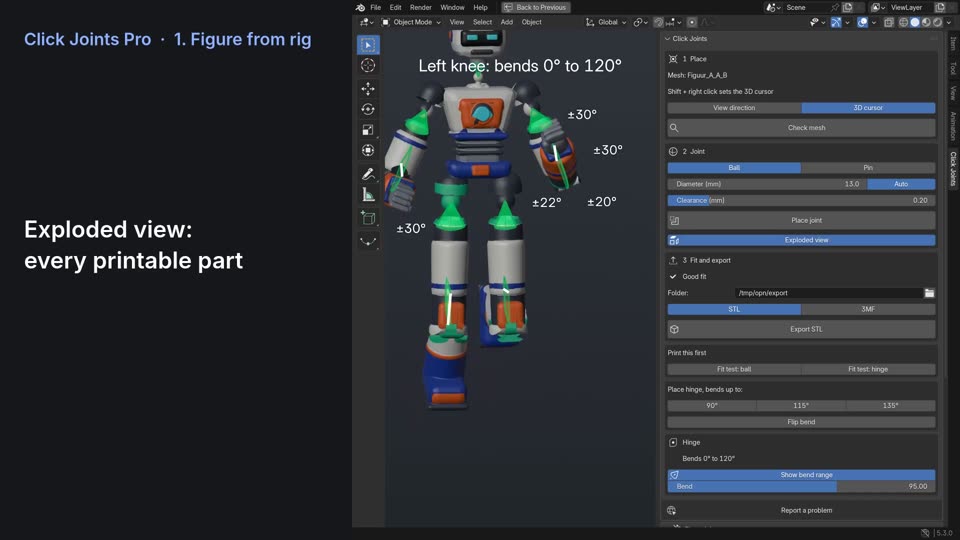 Click Joints Pro · 1. Figure from rig
Exploded view:
every printable part
File Edit Render Window Help Back to Previous Scene ViewLayer
Object Mode View Select Add Object Global
Left knee: bends 0° to 120°
±30°
±30°
±22° ±20°
±30°
Click Joints
1 Place
Mesh: Figuur_A_A_B
Shift + right click sets the 3D cursor
View direction 3D cursor
Check mesh
2 Joint
Ball Pin
Diameter (mm) 13.0 Auto
Clearance (mm) 0.20
Place joint
Exploded view
3 Fit and export
Good fit
Folder: /tmp/opn/export
STL 3MF
Export STL
Print this first
Fit test: ball Fit test: hinge
Place hinge, bends up to:
90° 115° 135°
Flip bend
Hinge
Bends 0° to 120°
Show bend range
Bend 95.00
Report a problem
Item
Tool
View
Animation
Click Joints
5.3.0